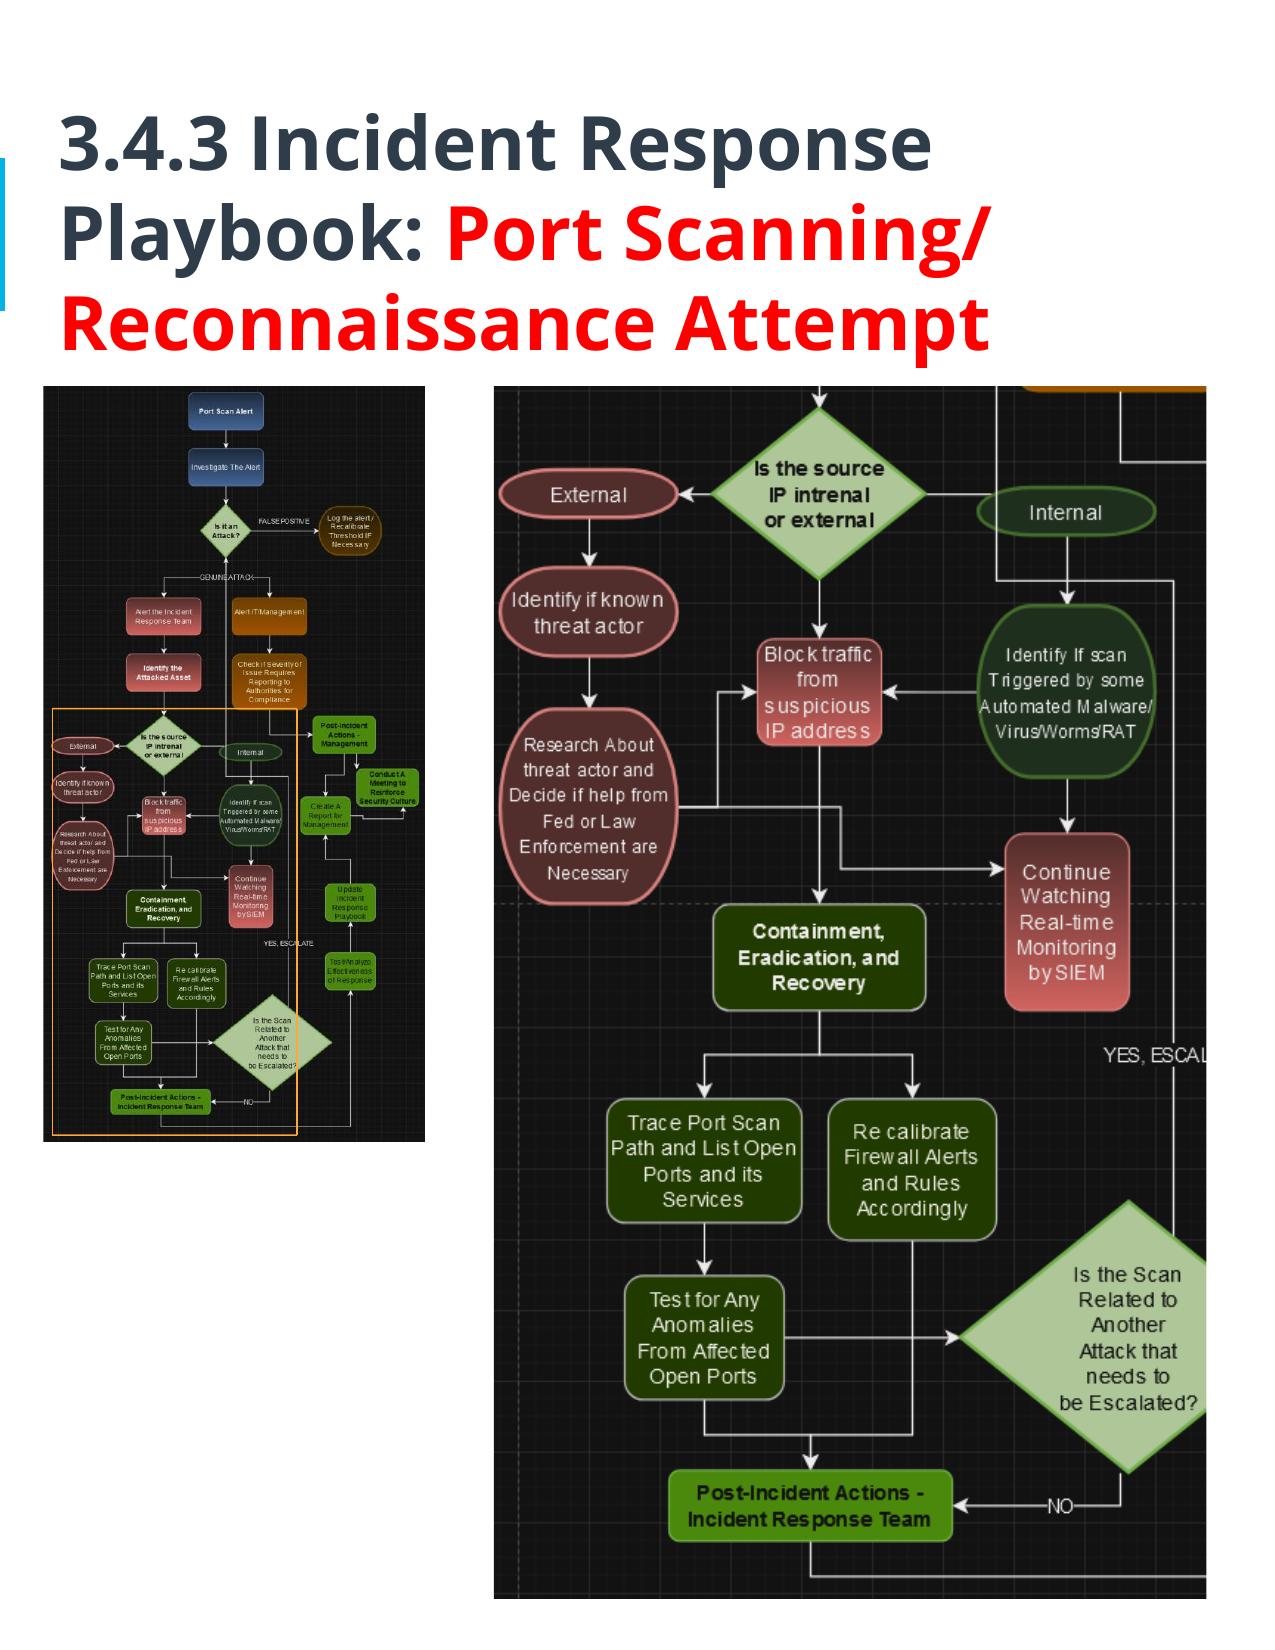 3.4.3 Incident Response
Playbook: Port Scanning/
Reconnaissance Attempt
Port Scan Alert
Investigate The Alert
Is it an
Attack?
FALSE POSITIVE
Log the alert /
Recalibrate
Threshold IF
Necessary
GENUINE ATTACK
Alert the Incident
Response Team
Alert IT/Management
Identify the
Attacked Asset
Check if Severity of
Issue Requires
Reporting to
Authorities for
Compliance
Is the source
IP intrenal
or external
External
Internal
Post-Incident
Actions -
Management
Identify if known
threat actor
Conduct A
Meeting to
Reinforce
Security Culture
Block traffic
from
suspicious
IP address
Identify If scan
Triggered by some
Automated Malware/
Virus/Worms/RAT
Create A
Report for
Management
Research About
threat actor and
Decide if help from
Fed or Law
Enforcement are
Necessary
Continue
Watching
Real-time
Monitoring
by SIEM
Containment,
Eradication, and
Recovery
Update
Incident
Response
Playbook
YES, ESCALATE
Trace Port Scan
Path and List Open
Ports and its
Services
Re calibrate
Firewall Alerts
and Rules
Accordingly
Test/Analyze
Effectiveness
of Response
Test for Any
Anomalies
From Affected
Open Ports
Is the Scan
Related to
Another
Attack that
needs to
be Escalated?
Post-Incident Actions -
Incident Response Team
NO
Is the source
IP intrenal
or external
External
Internal
Identify if known
threat actor
Block traffic
from
suspicious
IP address
Identify If scan
Triggered by some
Automated Malware/
Virus/Worms/RAT
Research About
threat actor and
Decide if help from
Fed or Law
Enforcement are
Necessary
Continue
Watching
Real-time
Monitoring
by SIEM
Containment,
Eradication, and
Recovery
YES, ESCAL
Trace Port Scan
Path and List Open
Ports and its
Services
Re calibrate
Firewall Alerts
and Rules
Accordingly
Test for Any
Anomalies
From Affected
Open Ports
Is the Scan
Related to
Another
Attack that
needs to
be Escalated?
Post-Incident Actions -
Incident Response Team
NO